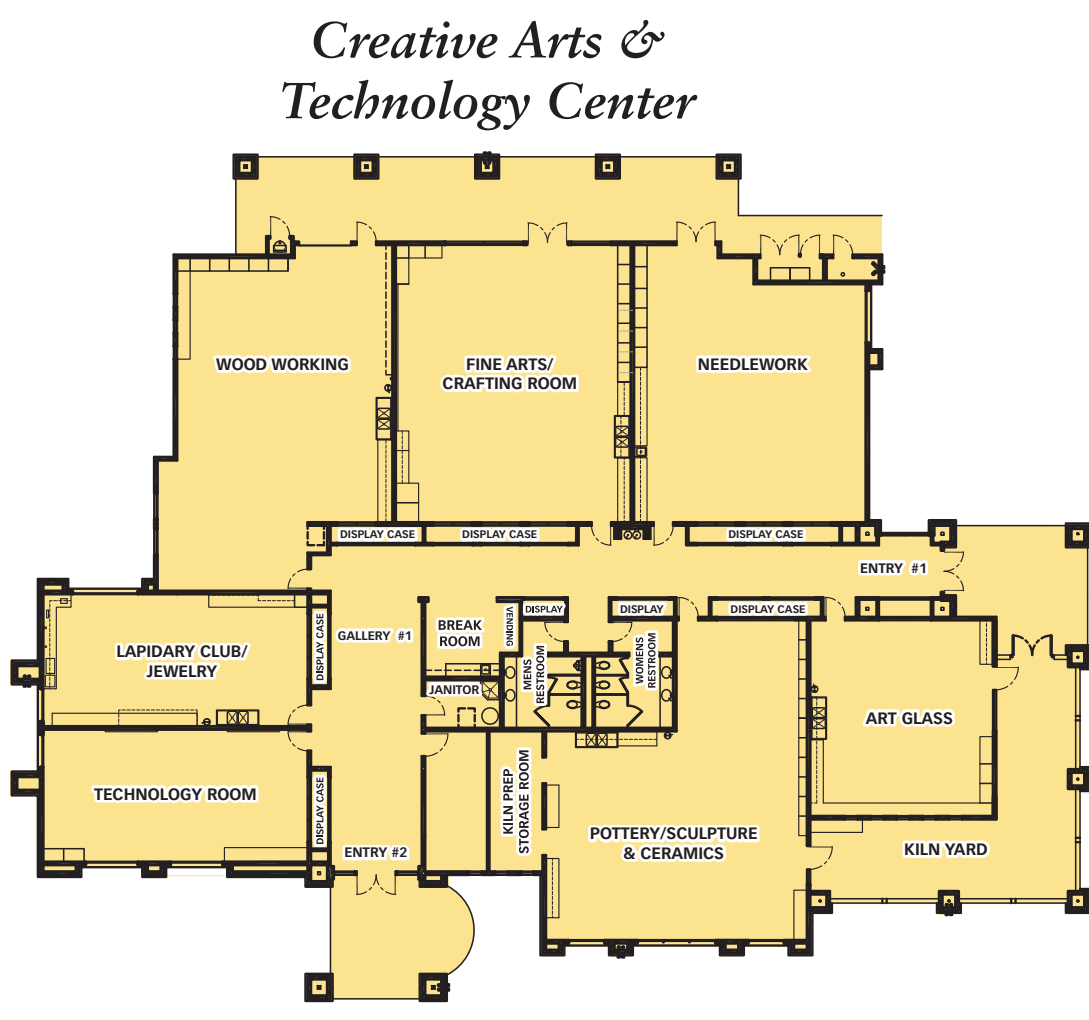 Creative Arts &
Technology Center
WOOD WORKING
FINE ARTS/
CRAFTING ROOM
NEEDLEWORK
DISPLAY CASE
DISPLAY CASE
DISPLAY CASE
ENTRY #1
DISPLAY
DISPLAY
DISPLAY CASE
GALLERY #1
BREAK
ROOM
VENDING
MENS
RESTROOM
WOMENS
RESTROOM
LAPIDARY CLUB/
JEWELRY
DISPLAY CASE
JANITOR
ART GLASS
TECHNOLOGY ROOM
DISPLAY CASE
KILN PREP
STORAGE ROOM
POTTERY/SCULPTURE
& CERAMICS
ENTRY #2
KILN YARD